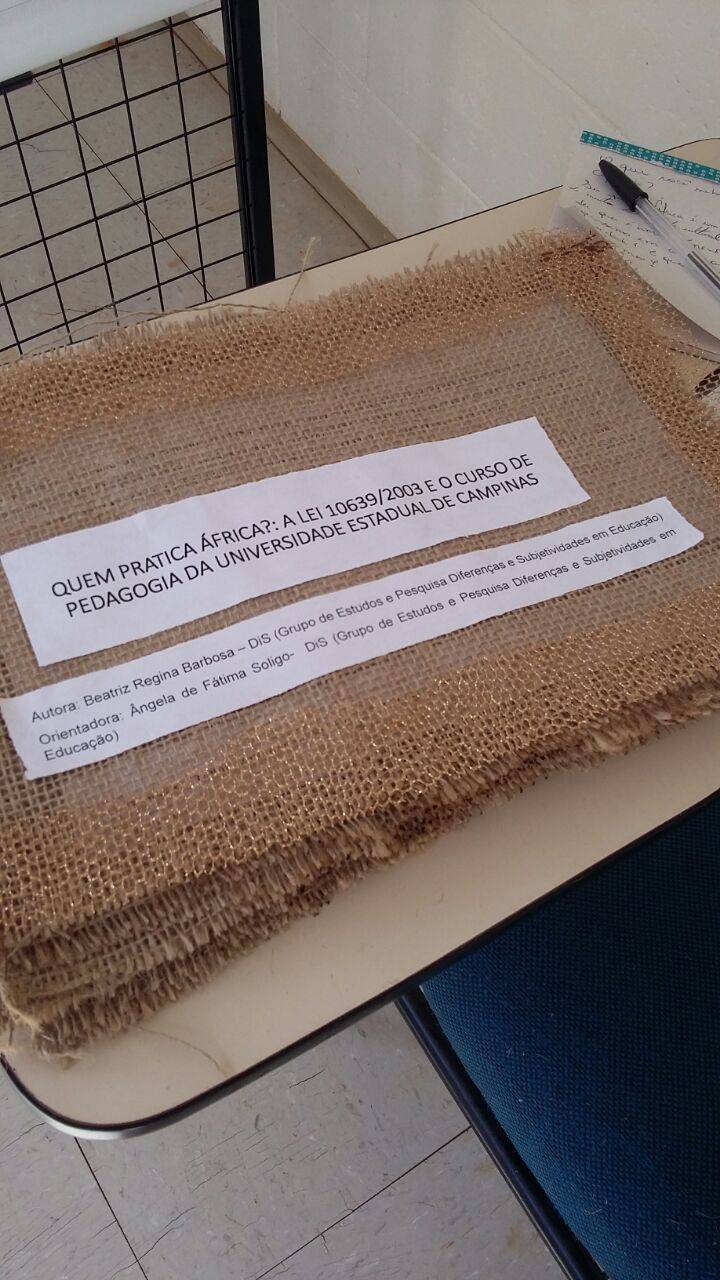 QUEM PRATICA ÁFRICA?: A LEI 10639/2003 E O CURSO DE
PEDAGOGIA DA UNIVERSIDADE ESTADUAL DE CAMPINAS
Autora: Beatriz Regina Barbosa – DiS (Grupo de Estudos e Pesquisa Diferenças e Subjetividades em Educação)
Orientadora: Ângela de Fátima Soligo- DiS (Grupo de Estudos e Pesquisa Diferenças e Subjetividades em
Educação)
que você